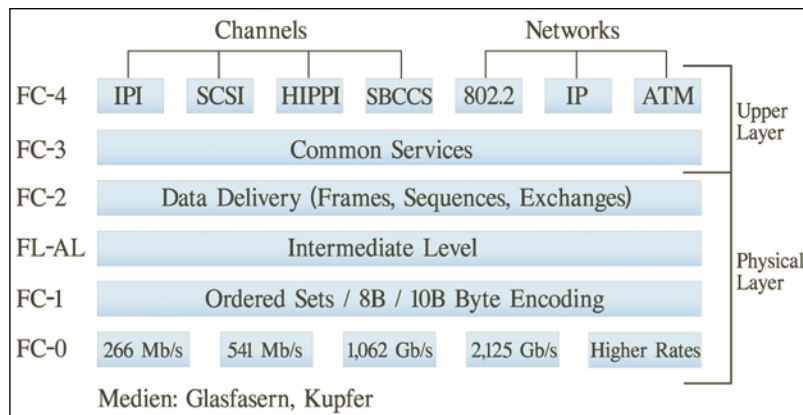 Channels Networks
FC-4 IPI SCSI HIPPI SBCCS 802.2 IP ATM
Upper
Layer
FC-3 Common Services
FC-2 Data Delivery (Frames, Sequences, Exchanges)
FL-AL Intermediate Level
Physical
Layer
FC-1 Ordered Sets / 8B / 10B Byte Encoding
FC-0 266 Mb/s 541 Mb/s 1,062 Gb/s 2,125 Gb/s Higher Rates
Medien: Glasfasern, Kupfer